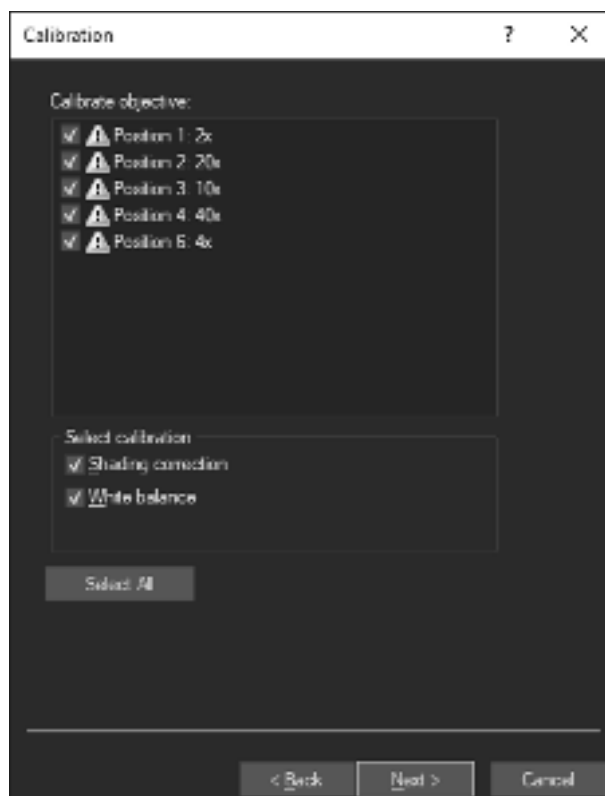 Calibration
Calibrate objective:
Position 1: 2x
Position 2: 20x
Position 3: 10x
Position 4: 40x
Position 6: 4x
Select calibration
Shading correction
White balance
Select All
< Back Next > Cancel